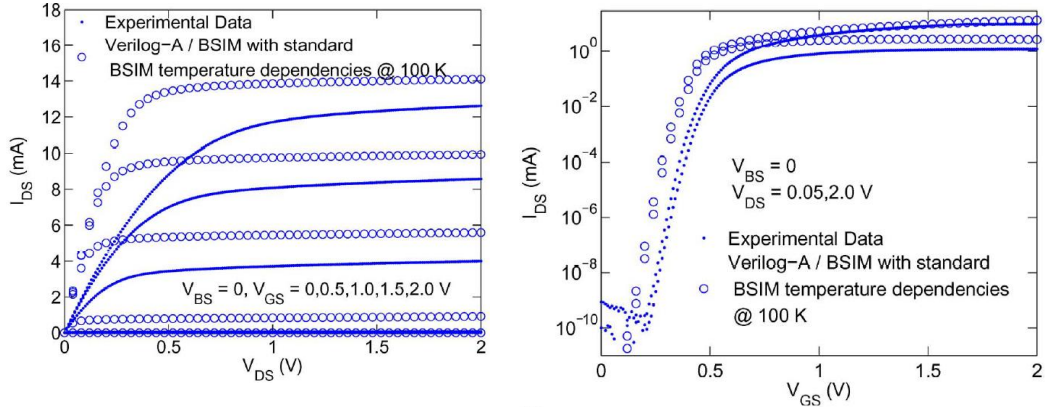 18
16
14
12
10
8
6
4
2
0
I_DS (mA)
Experimental Data
Verilog−A / BSIM with standard
BSIM temperature dependencies @ 100 K
V_BS = 0, V_GS = 0,0.5,1.0,1.5,2.0 V
0 0.5 1 1.5 2
V_DS (V)
10^0
10^−2
10^−4
10^−6
10^−8
10^−10
I_DS (mA)
V_BS = 0
V_DS = 0.05,2.0 V
Experimental Data
Verilog−A / BSIM with standard
BSIM temperature dependencies
@ 100 K
0 0.5 1 1.5 2
V_GS (V)